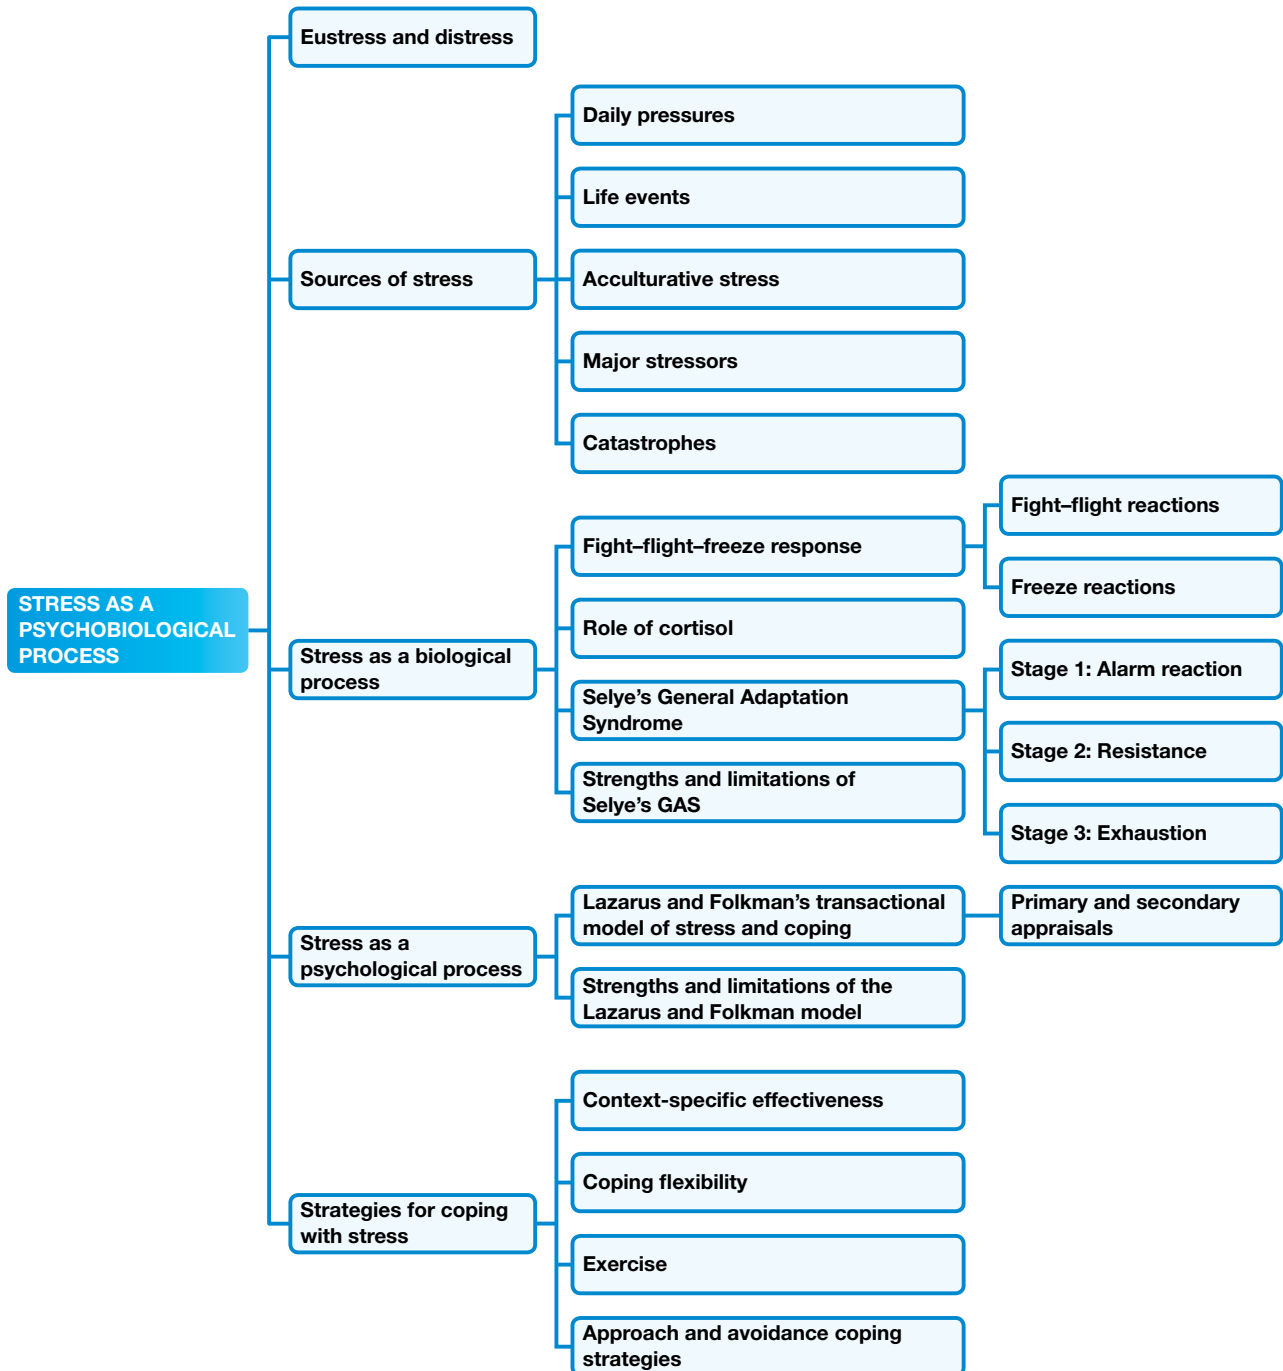 Eustress and distress
Daily pressures
Life events
Sources of stress
Acculturative stress
Major stressors
Catastrophes
Fight–flight reactions
Fight–flight–freeze response
Freeze reactions
STRESS AS A
PSYCHOBIOLOGICAL
PROCESS
Role of cortisol
Stress as a biological
process
Stage 1: Alarm reaction
Selye’s General Adaptation
Syndrome
Stage 2: Resistance
Strengths and limitations of
Selye’s GAS
Stage 3: Exhaustion
Lazarus and Folkman’s transactional
model of stress and coping
Primary and secondary
appraisals
Stress as a
psychological process
Strengths and limitations of the
Lazarus and Folkman model
Context-specific effectiveness
Coping flexibility
Strategies for coping
with stress
Exercise
Approach and avoidance coping
strategies